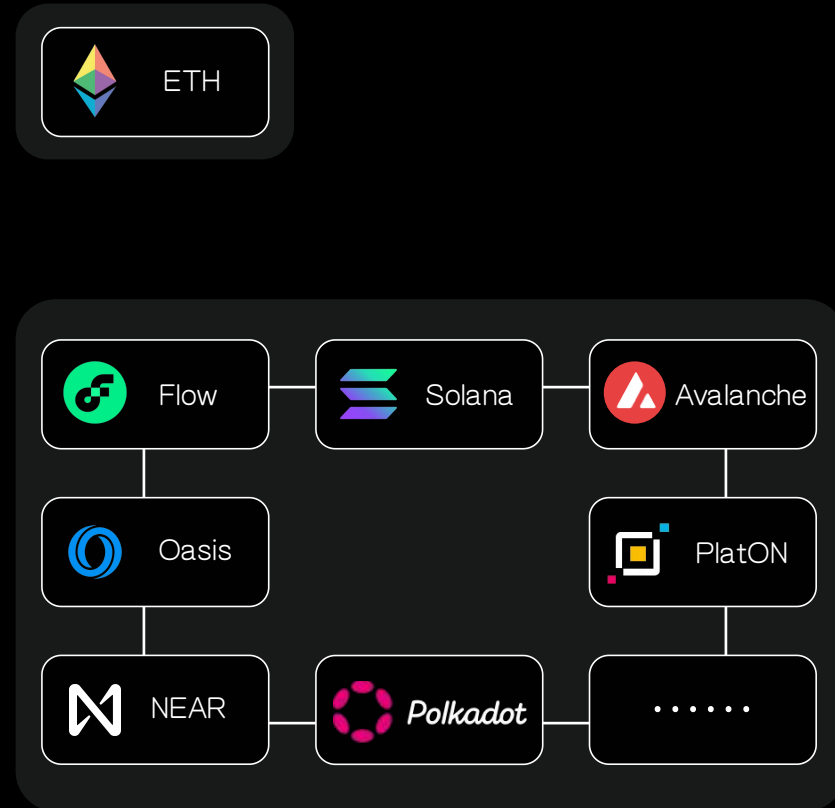 ETH
Flow
Solana
Avalanche
Oasis
PlatON
NEAR
Polkadot
......